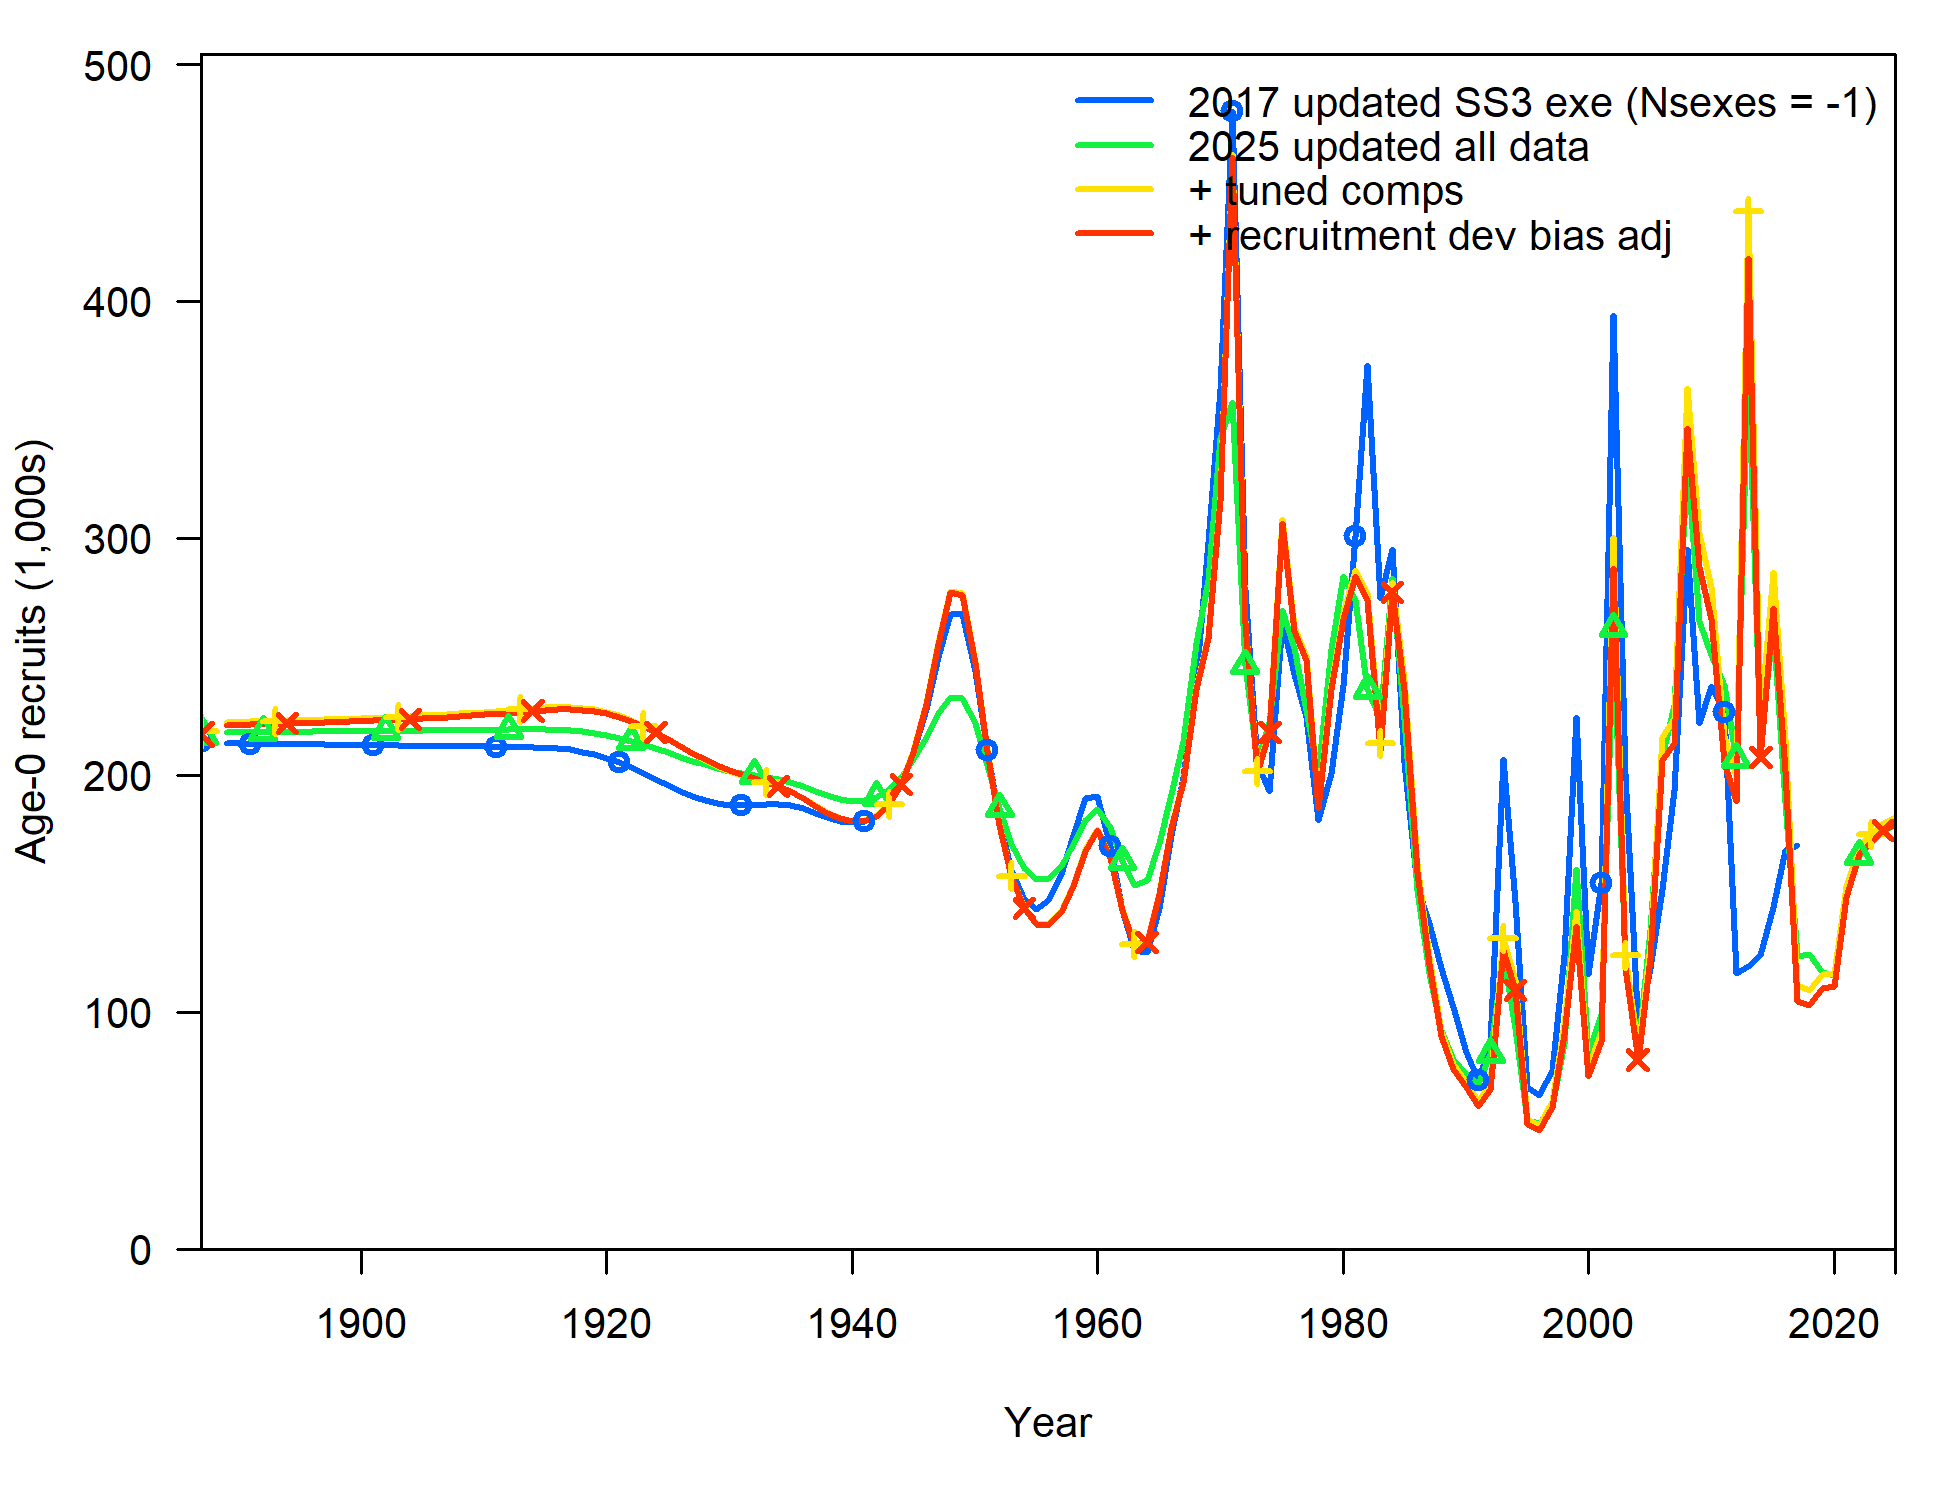 500
400
300
200
100
0
Age-0 recruits (1,000s)
2017 updated SS3 exe (Nsexes = -1)
2025 updated all data
+ tuned comps
+ recruitment dev bias adj
1900 1920 1940 1960 1980 2000 2020
Year